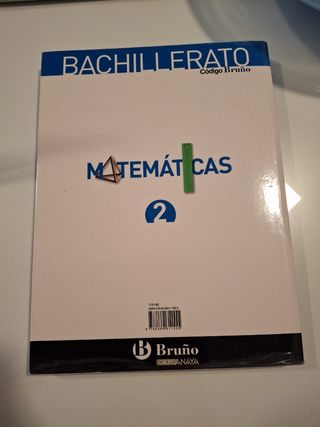 BACHILLERATO
Código Bruño
MATEMÁTICAS
2
B Bruño
ANAYA